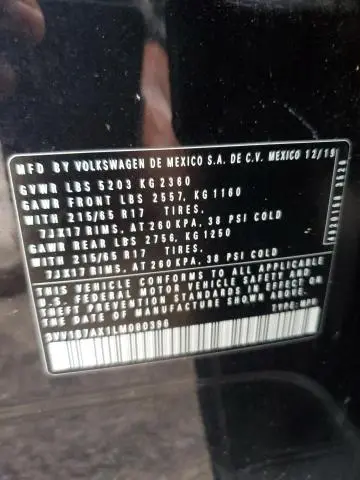 MFD BY VOLKSWAGEN DE MEXICO S.A. DE C.V. MEXICO 12/19
GVWR LBS 5203 KG 2360
GAWR FRONT LBS 2557, KG 1160
WITH 215/65 R17 TIRES.
7JX17 RIMS, AT 260 KPA, 38 PSI COLD
GAWR REAR LBS 2756, KG 1250
WITH 215/65 R17 TIRES.
7JX17 RIMS, AT 260 KPA, 38 PSI COLD
THIS VEHICLE CONFORMS TO ALL APPLICABLE
U.S. FEDERAL MOTOR VEHICLE SAFETY AND
THEFT PREVENTION STANDARDS IN EFFECT ON
THE DATE OF MANUFACTURE SHOWN ABOVE.
TYPE: MPV
3VV1B7AX1LM080396